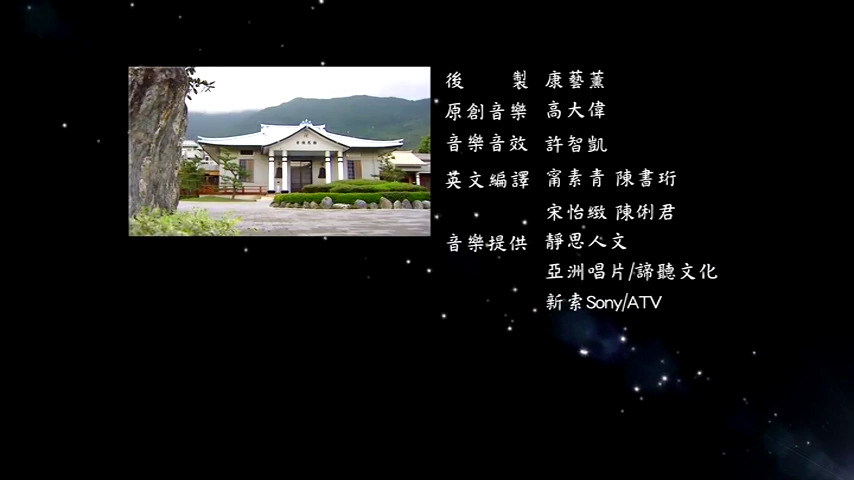 後 製 康藝薰
原創音樂 高大偉
音樂音效 許智凱
英文編譯 甯素青 陳書珩
宋怡緻 陳俐君
音樂提供 靜思人文
亞洲唱片/諦聽文化
新索Sony/ATV